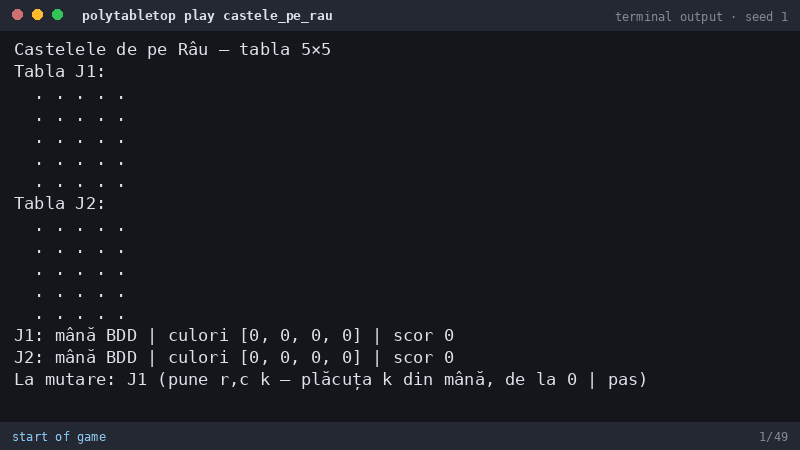 polytabletop play castele_pe_rau
terminal output · seed 1
Castelele de pe Râu — tabla 5×5
Tabla J1:
. . . . .
. . . . .
. . . . .
. . . . .
. . . . .
Tabla J2:
. . . . .
. . . . .
. . . . .
. . . . .
. . . . .
J1: mână BDD | culori [0, 0, 0, 0] | scor 0
J2: mână BDD | culori [0, 0, 0, 0] | scor 0
La mutare: J1 (pune r,c k — plăcuța k din mână, de la 0 | pas)
start of game
1/49